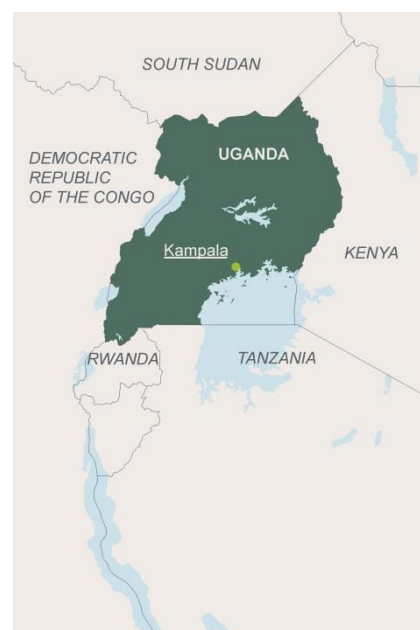 SOUTH SUDAN
UGANDA
DEMOCRATIC
REPUBLIC
OF THE CONGO
Kampala
KENYA
RWANDA
TANZANIA